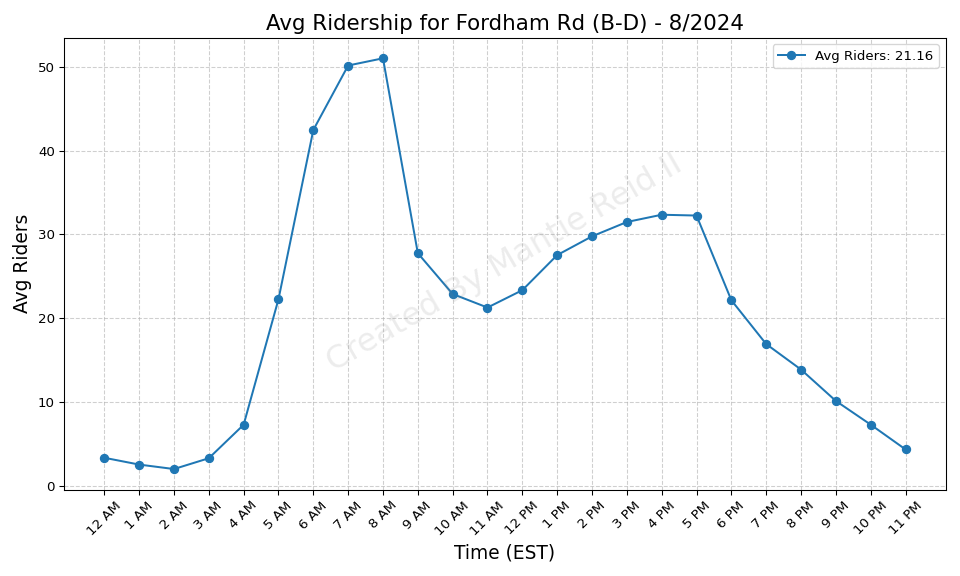 Avg Ridership for Fordham Rd (B-D) - 8/2024
Avg Riders: 21.16
50
40
30
20
10
0
Avg Riders
Created By Mantle Reid II
12 AM
1 AM
2 AM
3 AM
4 AM
5 AM
6 AM
7 AM
8 AM
9 AM
10 AM
11 AM
12 PM
1 PM
2 PM
3 PM
4 PM
5 PM
6 PM
7 PM
8 PM
9 PM
10 PM
11 PM
Time (EST)